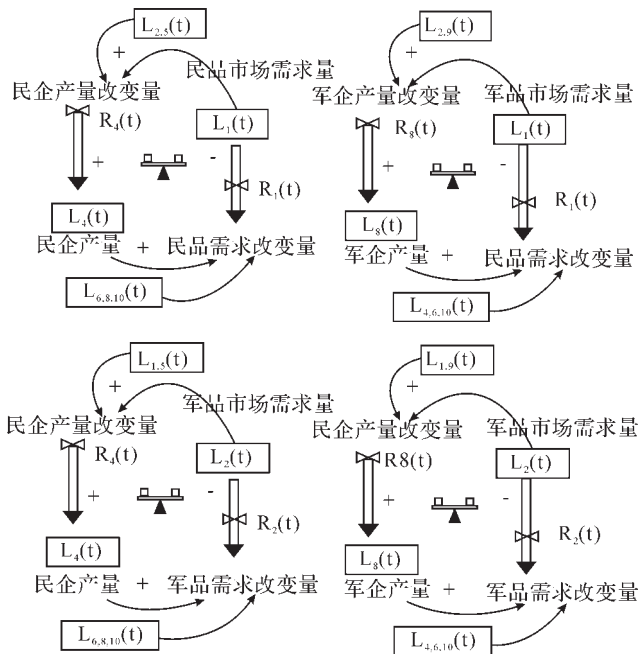 L2,5(t)
+
民品市场需求量
民企产量改变量
R4(t)
L1(t)
+
-
R1(t)
L4(t)
民企产量 + 民品需求改变量
L6,8,10(t)
L2,9(t)
+
军企产量改变量
军品市场需求量
R8(t)
L1(t)
+
-
R1(t)
L8(t)
军企产量 + 民品需求改变量
L4,6,10(t)
L1,5(t)
+
军品市场需求量
民企产量改变量
R4(t)
L2(t)
+
-
R2(t)
L4(t)
民企产量 + 军品需求改变量
L6,8,10(t)
L1,9(t)
+
民企产量改变量
军品市场需求量
R8(t)
L2(t)
+
-
R2(t)
L8(t)
军企产量 + 军品需求改变量
L4,6,10(t)